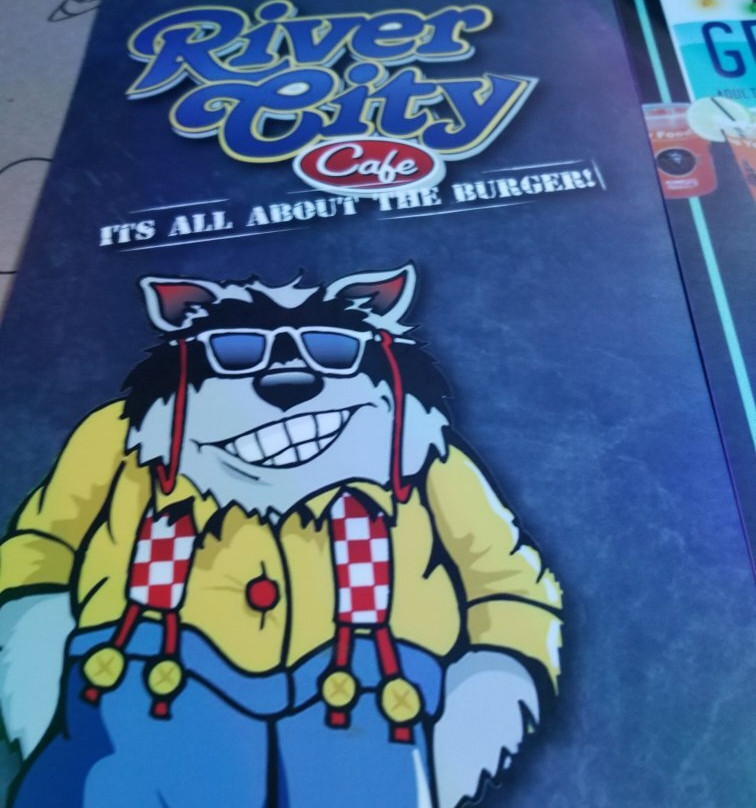 River
City
Cafe
ITS ALL ABOUT THE BURGER!